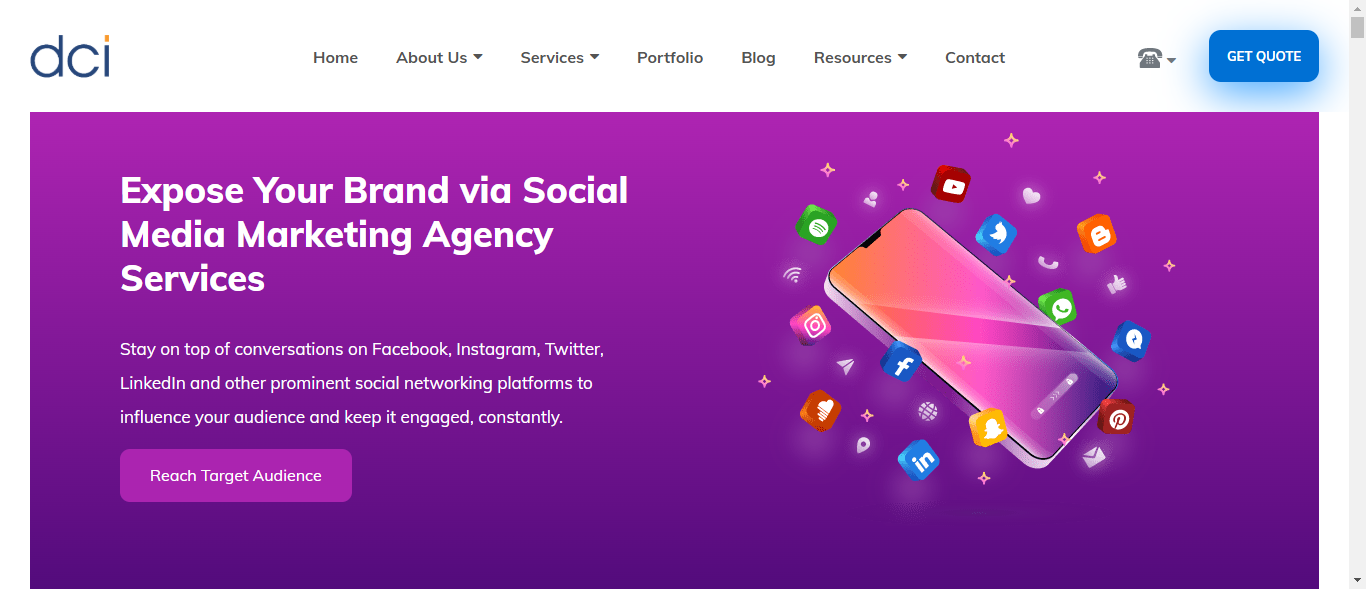 dci
Home About Us Services Portfolio Blog Resources Contact
GET QUOTE
Expose Your Brand via Social
Media Marketing Agency
Services
Stay on top of conversations on Facebook, Instagram, Twitter,
LinkedIn and other prominent social networking platforms to
influence your audience and keep it engaged, constantly.
Reach Target Audience